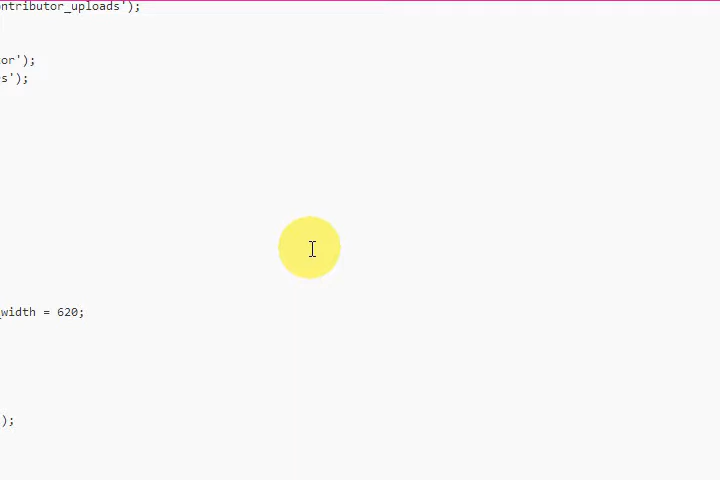 ntributor_uploads');
or');
s');
width = 620;
);